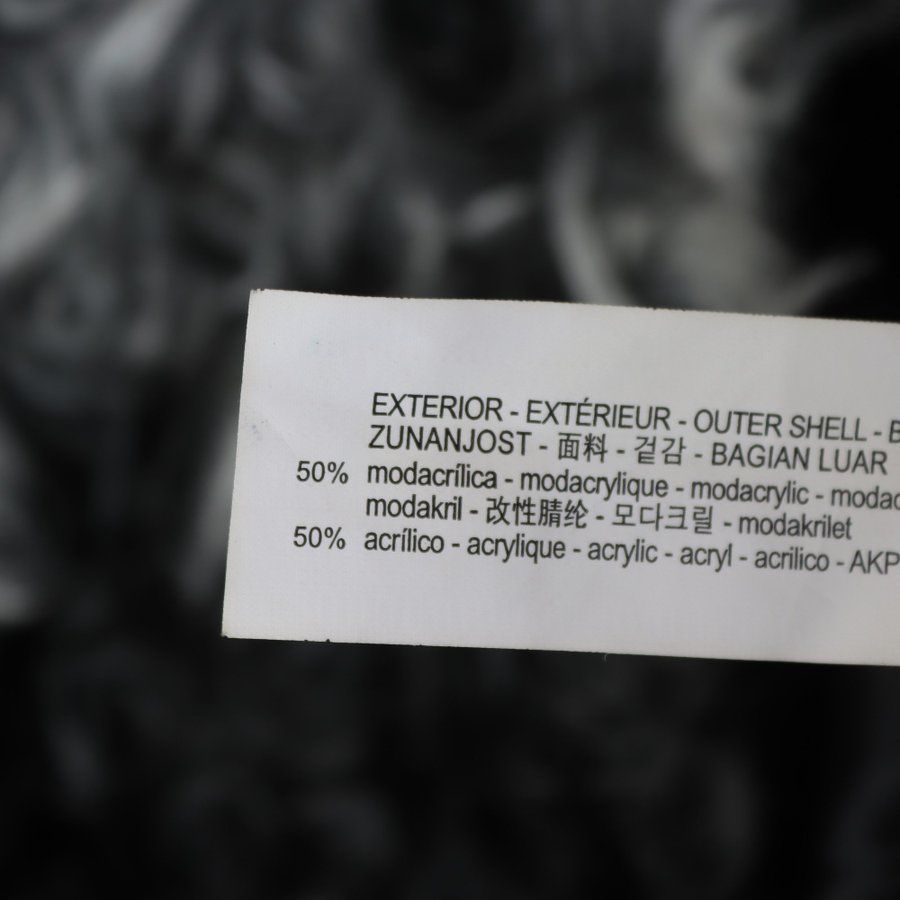 EXTERIOR - EXTÉRIEUR - OUTER SHELL -
ZUNANJOST - 面料 - 겉감 - BAGIAN LUAR
50% modacrílica - modacrylique - modacrylic -
modakril - 改性腈纶 - 모다크릴 - modakrilet
50% acrílico - acrylique - acrylic - acryl - acrilico -